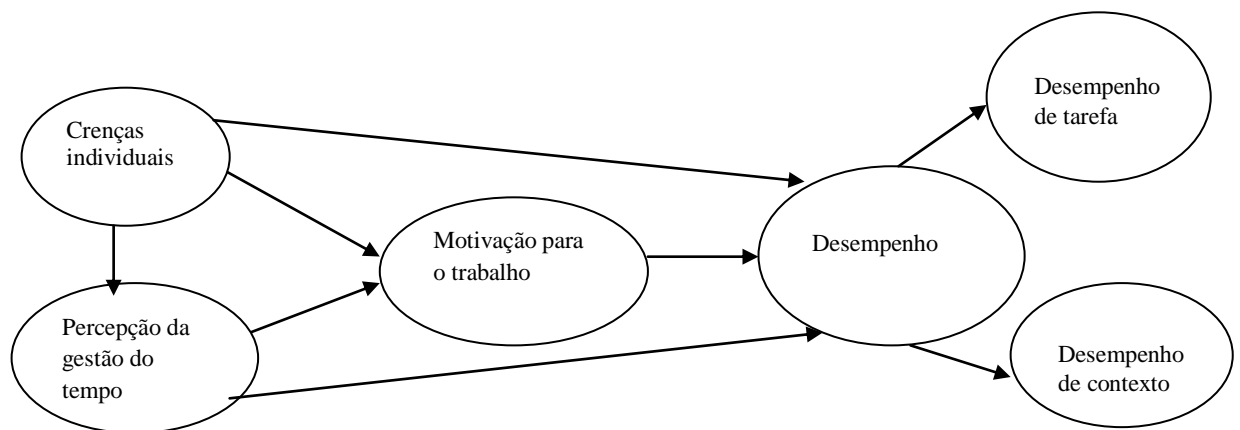 Crenças
individuais
Percepção da
gestão do
tempo
Motivação para
o trabalho
Desempenho
Desempenho
de tarefa
Desempenho
de contexto